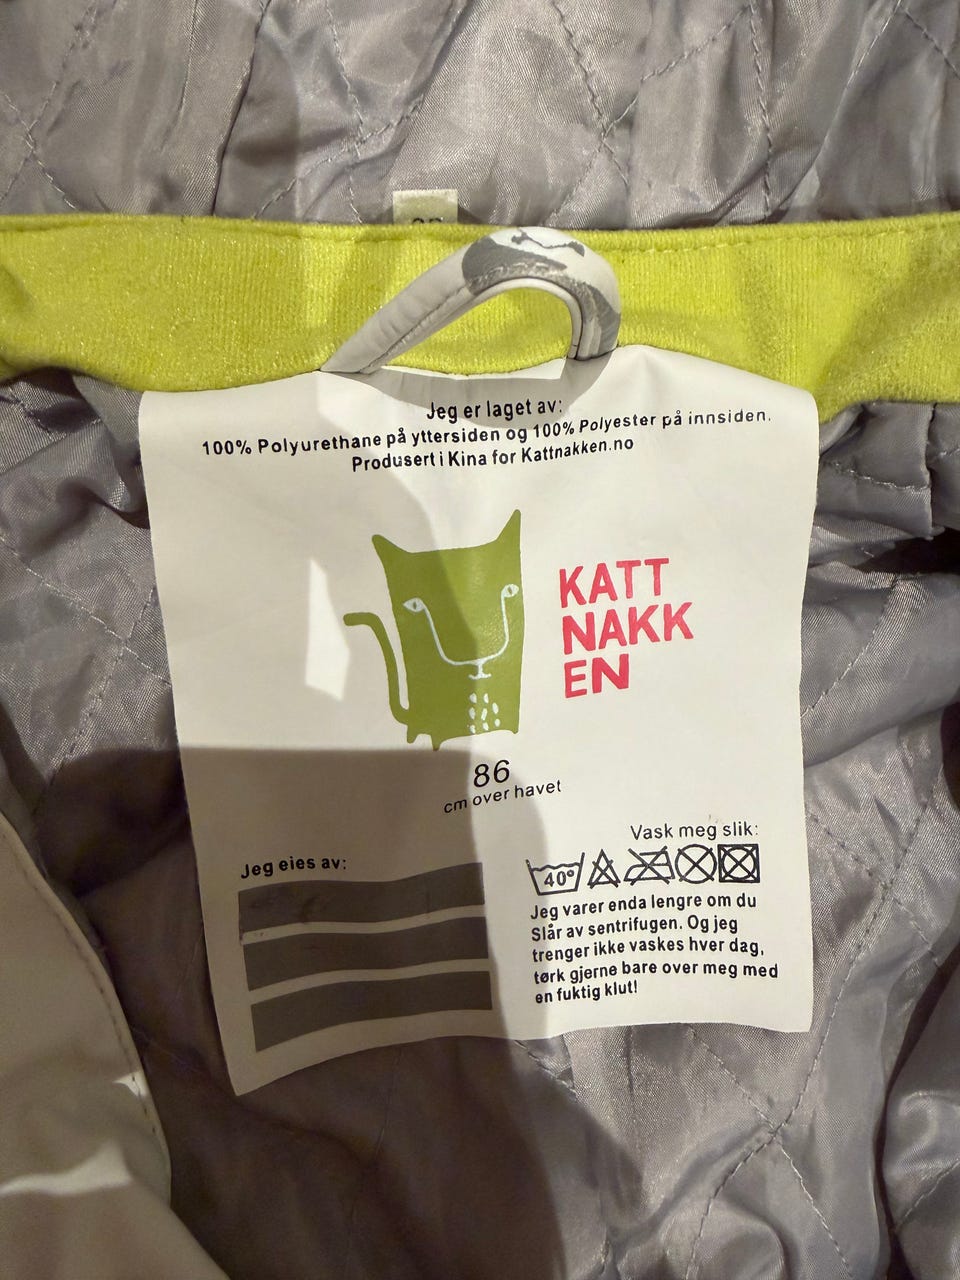 Jeg er laget av:
100% Polyurethane på yttersiden og 100% Polyester på innsiden.
Produsert i Kina for Kattnakken.no
KATT
NAKK
EN
86
cm over havet
Jeg eies av:
Vask meg slik:
40°
Jeg varer enda lengre om du
Slår av sentrifugen. Og jeg
trenger ikke vaskes hver dag,
tørk gjerne bare over meg med
en fuktig klut!